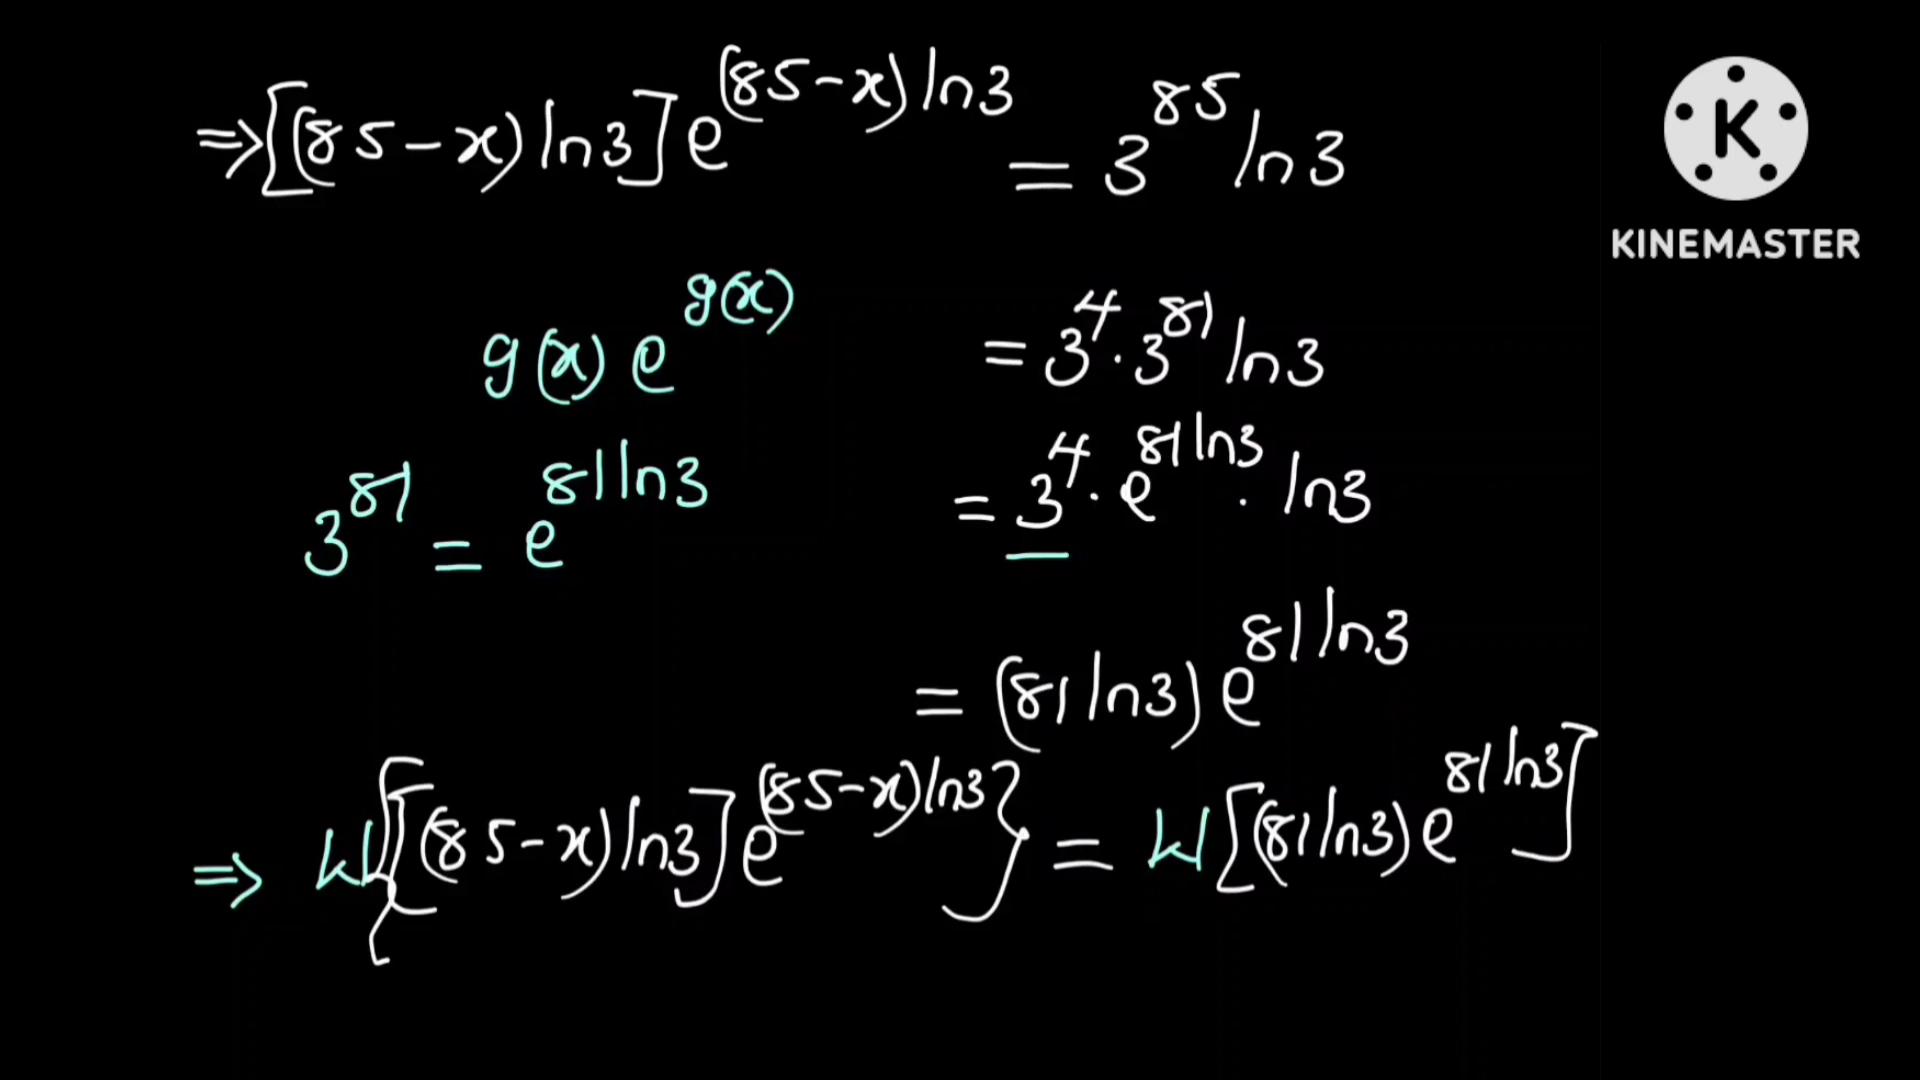 ⇒[(85-x)ln3]e^(85-x)ln3 = 3^85 ln3
K
KINEMASTER
g(x)e^g(x) = 3^4·3^81 ln3
3^81 = e^81ln3 = 3^4·e^81ln3·ln3
= (81ln3)e^81ln3
⇒ W{[(85-x)ln3]e^(85-x)ln3} = W[(81ln3)e^81ln3]